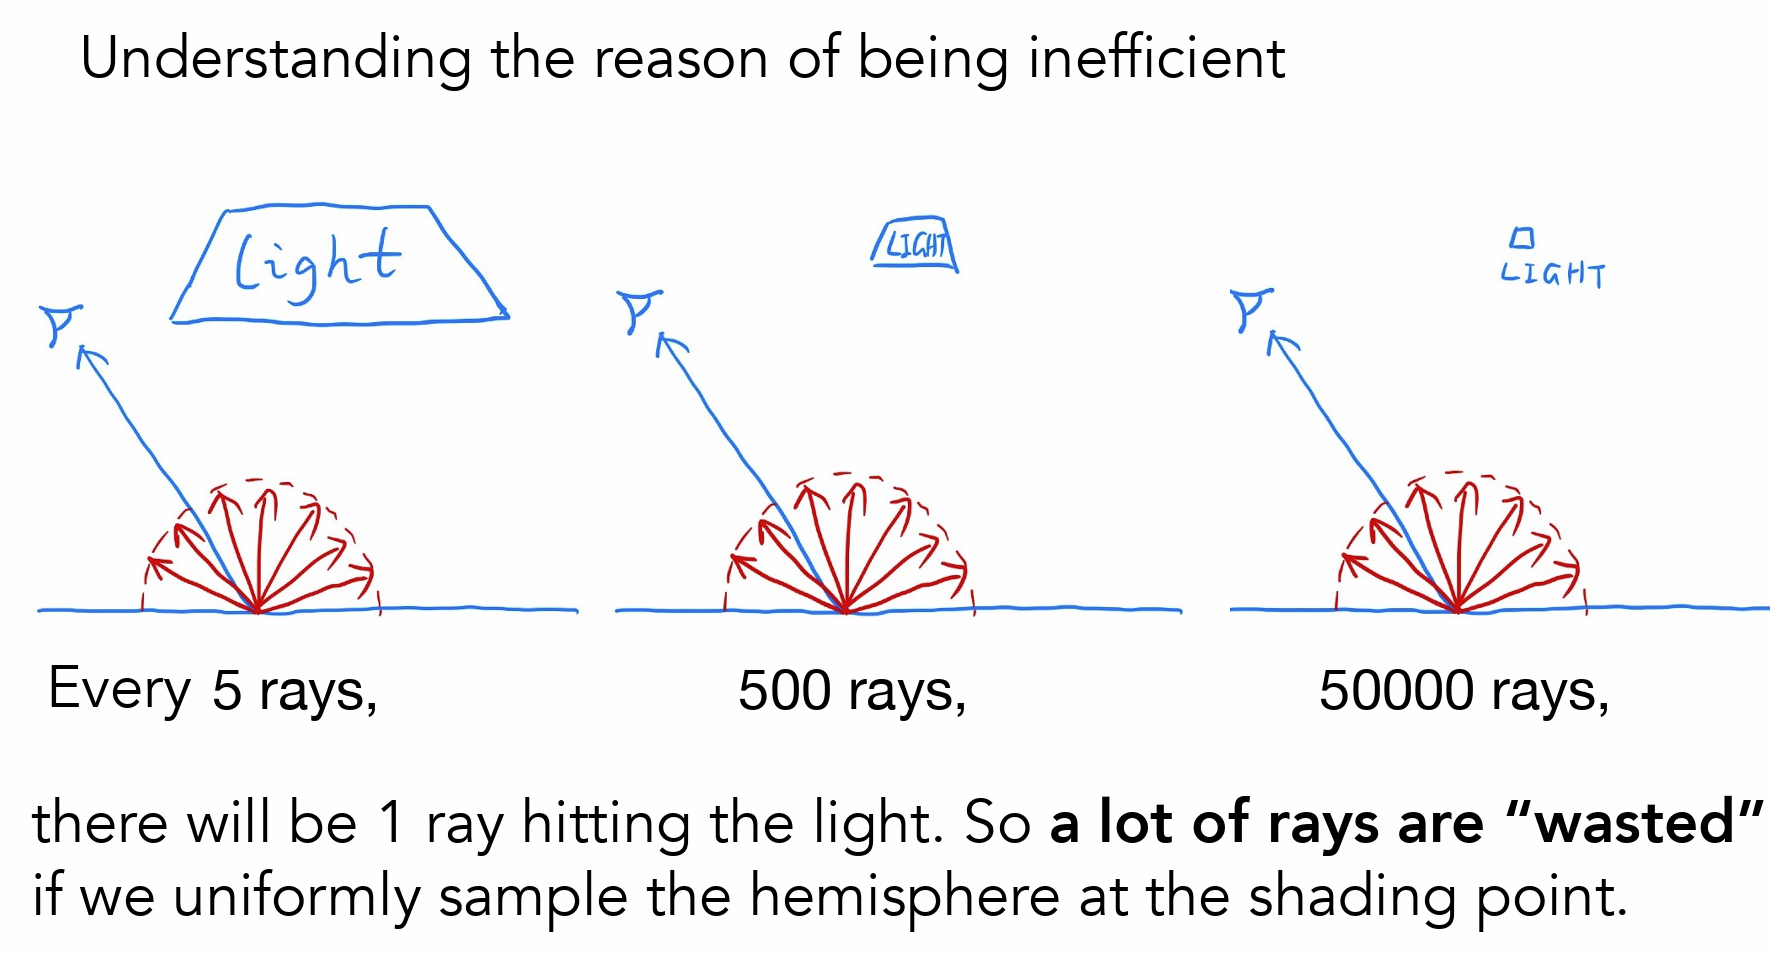 Understanding the reason of being inefficient
Light
LIGHT
LIGHT
Every 5 rays,
500 rays,
50000 rays,
there will be 1 ray hitting the light. So a lot of rays are “wasted”
if we uniformly sample the hemisphere at the shading point.